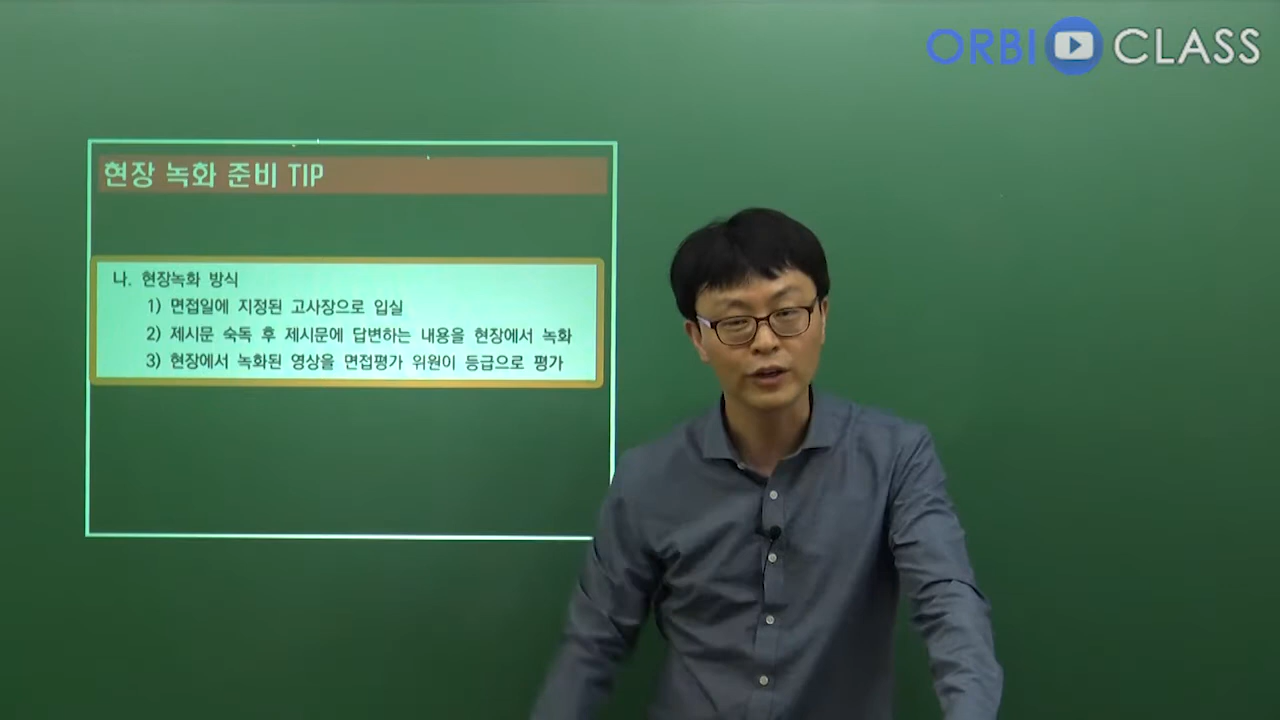 ORBI CLASS
현장 녹화 준비 TIP
나. 현장녹화 방식
1) 면접일에 지정된 고사장으로 입실
2) 제시문 숙독 후 제시문에 답변하는 내용을 현장에서 녹화
3) 현장에서 녹화된 영상을 면접평가 위원이 등급으로 평가